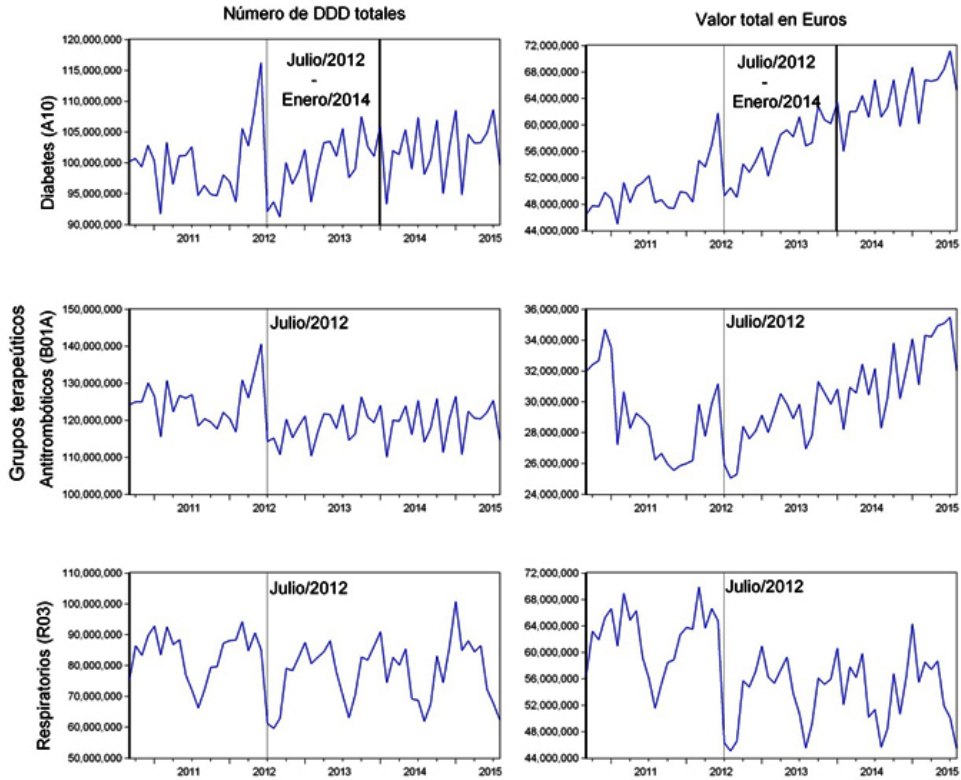 Número de DDD totales
Valor total en Euros
Grupos terapeúticos
Diabetes (A10)
120,000,000
115,000,000
110,000,000
105,000,000
100,000,000
95,000,000
90,000,000
Julio/2012
-
Enero/2014
2011 2012 2013 2014 2015
72,000,000
68,000,000
64,000,000
60,000,000
56,000,000
52,000,000
48,000,000
44,000,000
Julio/2012
-
Enero/2014
2011 2012 2013 2014 2015
Antitrombóticos (B01A)
150,000,000
140,000,000
130,000,000
120,000,000
110,000,000
100,000,000
Julio/2012
2011 2012 2013 2014 2015
36,000,000
34,000,000
32,000,000
30,000,000
28,000,000
26,000,000
24,000,000
Julio/2012
2011 2012 2013 2014 2015
Respiratorios (R03)
110,000,000
100,000,000
90,000,000
80,000,000
70,000,000
60,000,000
50,000,000
Julio/2012
2011 2012 2013 2014 2015
72,000,000
68,000,000
64,000,000
60,000,000
56,000,000
52,000,000
48,000,000
44,000,000
Julio/2012
2011 2012 2013 2014 2015